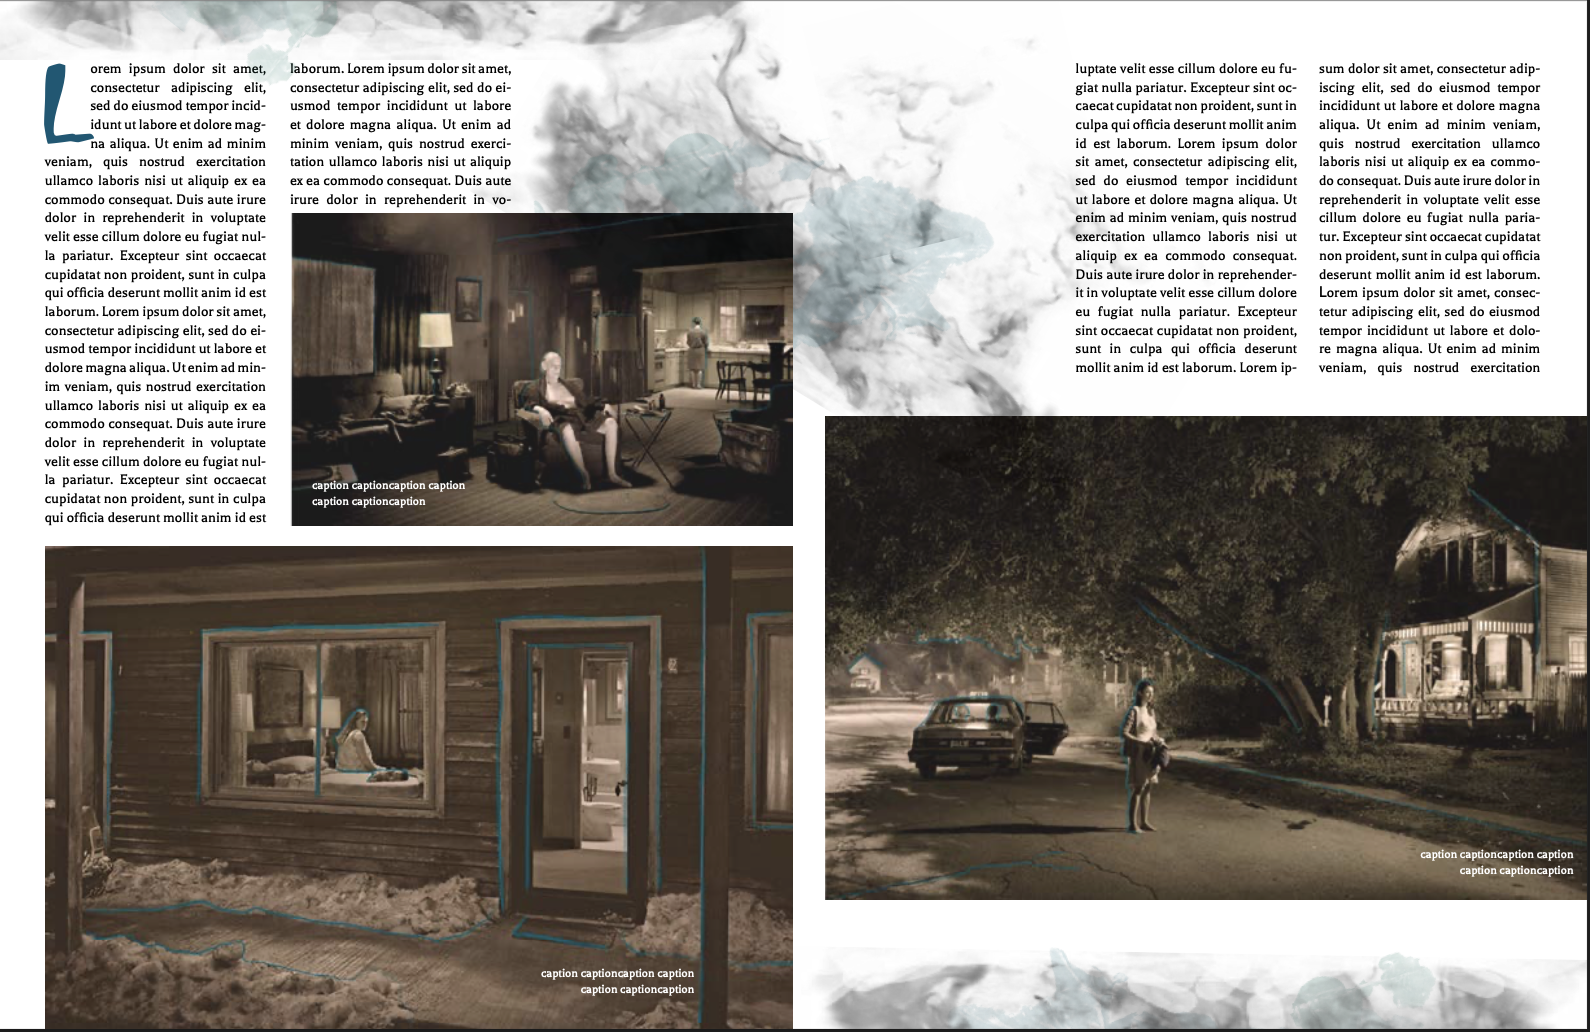 Lorem ipsum dolor sit amet,
consectetur adipiscing elit,
sed do eiusmod tempor incid-
idunt ut labore et dolore mag-
na aliqua. Ut enim ad minim
veniam, quis nostrud exercitation
ullamco laboris nisi ut aliquip ex ea
commodo consequat. Duis aute irure
dolor in reprehenderit in voluptate
velit esse cillum dolore eu fugiat nul-
la pariatur. Excepteur sint occaecat
cupidatat non proident, sunt in culpa
qui officia deserunt mollit anim id est
laborum. Lorem ipsum dolor sit amet,
consectetur adipiscing elit, sed do ei-
usmod tempor incididunt ut labore et
dolore magna aliqua. Ut enim ad min-
im veniam, quis nostrud exercitation
ullamco laboris nisi ut aliquip ex ea
commodo consequat. Duis aute irure
dolor in reprehenderit in voluptate
velit esse cillum dolore eu fugiat nul-
la pariatur. Excepteur sint occaecat
cupidatat non proident, sunt in culpa
qui officia deserunt mollit anim id est
laborum. Lorem ipsum dolor sit amet,
consectetur adipiscing elit, sed do ei-
usmod tempor incididunt ut labore
et dolore magna aliqua. Ut enim ad
minim veniam, quis nostrud exerci-
tation ullamco laboris nisi ut aliquip
ex ea commodo consequat. Duis aute
irure dolor in reprehenderit in vo-
caption captioncaption caption
caption captioncaption
caption captioncaption caption
caption captioncaption
luptate velit esse cillum dolore eu fu-
giat nulla pariatur. Excepteur sint oc-
caecat cupidatat non proident, sunt in
culpa qui officia deserunt mollit anim
id est laborum. Lorem ipsum dolor
sit amet, consectetur adipiscing elit,
sed do eiusmod tempor incididunt
ut labore et dolore magna aliqua. Ut
enim ad minim veniam, quis nostrud
exercitation ullamco laboris nisi ut
aliquip ex ea commodo consequat.
Duis aute irure dolor in reprehender-
it in voluptate velit esse cillum dolore
eu fugiat nulla pariatur. Excepteur
sint occaecat cupidatat non proident,
sunt in culpa qui officia deserunt
mollit anim id est laborum. Lorem ip-
sum dolor sit amet, consectetur adip-
iscing elit, sed do eiusmod tempor
incididunt ut labore et dolore magna
aliqua. Ut enim ad minim veniam,
quis nostrud exercitation ullamco
laboris nisi ut aliquip ex ea commo-
do consequat. Duis aute irure dolor in
reprehenderit in voluptate velit esse
cillum dolore eu fugiat nulla paria-
tur. Excepteur sint occaecat cupidatat
non proident, sunt in culpa qui officia
deserunt mollit anim id est laborum.
Lorem ipsum dolor sit amet, consec-
tetur adipiscing elit, sed do eiusmod
tempor incididunt ut labore et dolo-
re magna aliqua. Ut enim ad minim
veniam, quis nostrud exercitation
caption captioncaption caption
caption captioncaption